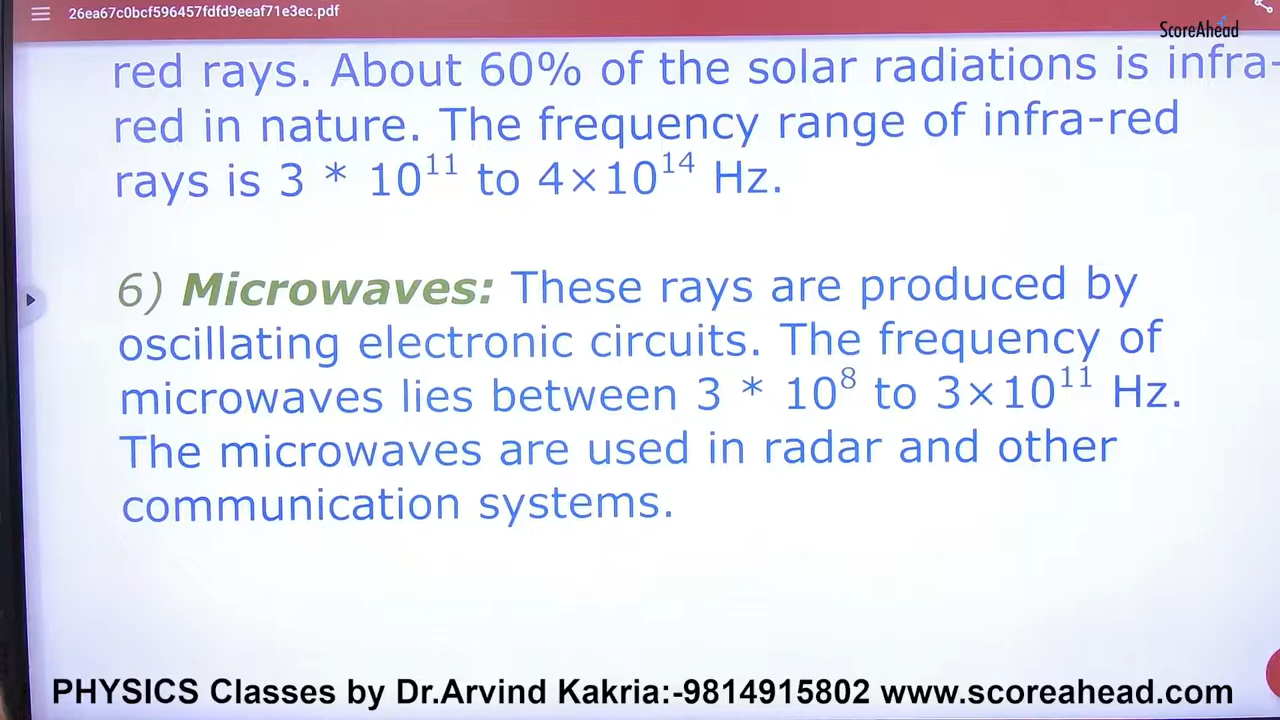 26ea67c0bcf596457fdfd9eeaf71e3ec.pdf
ScoreAhead
red rays. About 60% of the solar radiations is infra-
red in nature. The frequency range of infra-red
rays is 3 * 10¹¹ to 4×10¹⁴ Hz.
6) Microwaves: These rays are produced by
oscillating electronic circuits. The frequency of
microwaves lies between 3 * 10⁸ to 3×10¹¹ Hz.
The microwaves are used in radar and other
communication systems.
PHYSICS Classes by Dr.Arvind Kakria:-9814915802 www.scoreahead.com